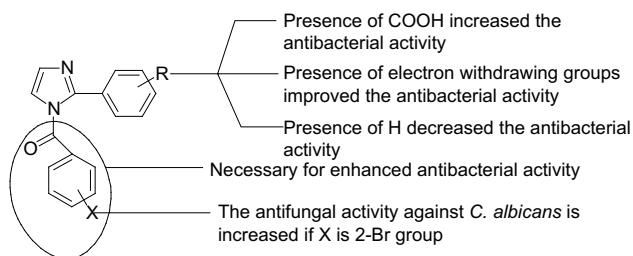 Presence of COOH increased the
antibacterial activity
N
R
Presence of electron withdrawing groups
improved the antibacterial activity
N
Presence of H decreased the antibacterial
activity
O
Necessary for enhanced antibacterial activity
X
The antifungal activity against C. albicans is
increased if X is 2-Br group